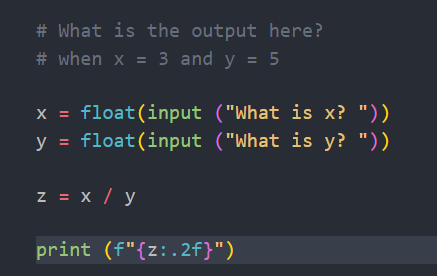 # What is the output here?
# when x = 3 and y = 5
x = float(input ("What is x? "))
y = float(input ("What is y? "))
z = x / y
print (f"{z:.2f}")